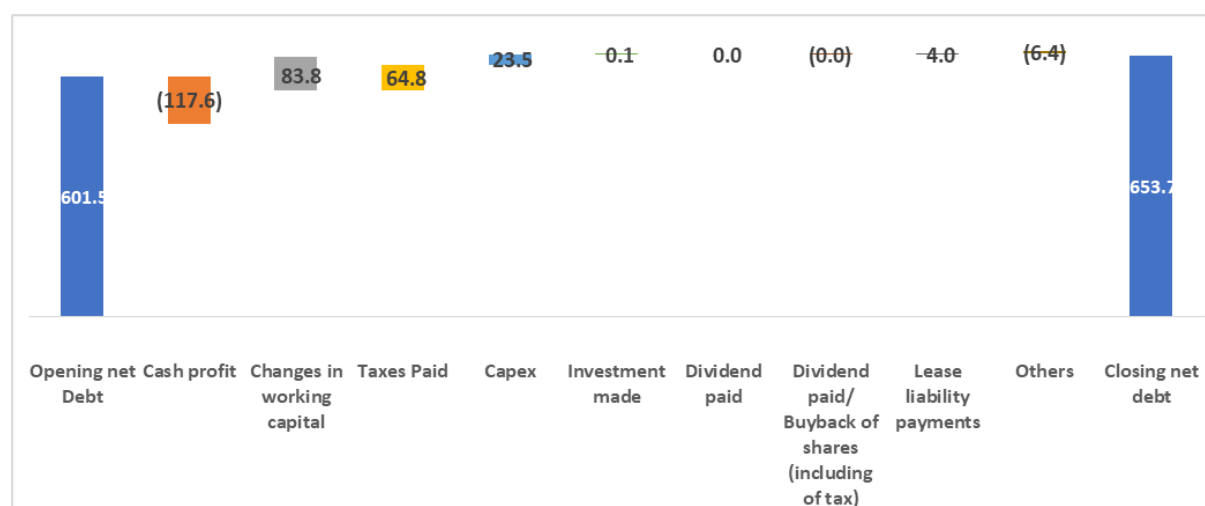 (117.6)
83.8
64.8
23.5
0.1
0.0
(0.0)
4.0
(6.4)
601.5
653.7
Opening net
Debt
Cash profit
Changes in
working
capital
Taxes Paid
Capex
Investment
made
Dividend
paid
Dividend
paid/
Buyback of
shares
(including
of tax)
Lease
liability
payments
Others
Closing net
debt